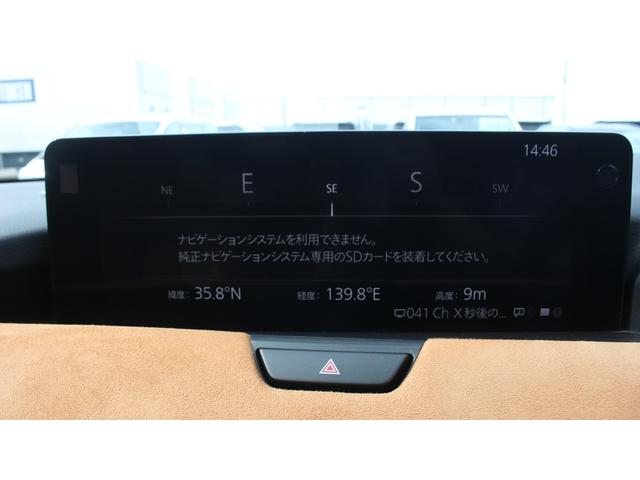 14:46
NE E SE S SW
ナビゲーションシステムを利用できません。
純正ナビゲーションシステム専用のSDカードを装着してください。
緯度: 35.8°N 経度: 139.8°E 高度: 9m
041 Ch X 秒後の...